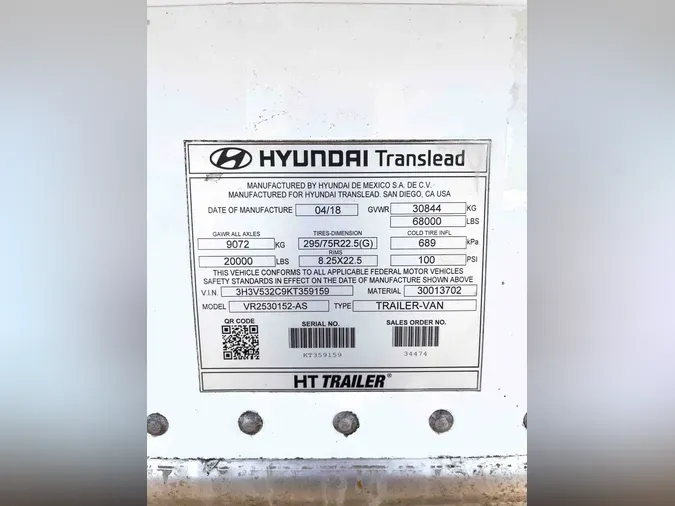 HYUNDAI Translead
MANUFACTURED BY HYUNDAI DE MEXICO S.A. DE C.V.
MANUFACTURED FOR HYUNDAI TRANSLEAD. SAN DIEGO, CA USA
DATE OF MANUFACTURE 04/18 GVWR 30844 KG
68000 LBS
GAWR ALL AXLES TIRES-DIMENSION COLD TIRE INFL
9072 KG 295/75R22.5(G) 689 kPa
RIMS
20000 LBS 8.25X22.5 100 PSI
THIS VEHICLE CONFORMS TO ALL APPLICABLE FEDERAL MOTOR VEHICLES
SAFETY STANDARDS IN EFFECT ON THE DATE OF MANUFACTURE SHOWN ABOVE
V.I.N. 3H3V532C9KT359159 MATERIAL 30013702
MODEL VR2530152-AS TYPE TRAILER-VAN
QR CODE SERIAL NO. SALES ORDER NO.
KT359159 34474
HT TRAILER®